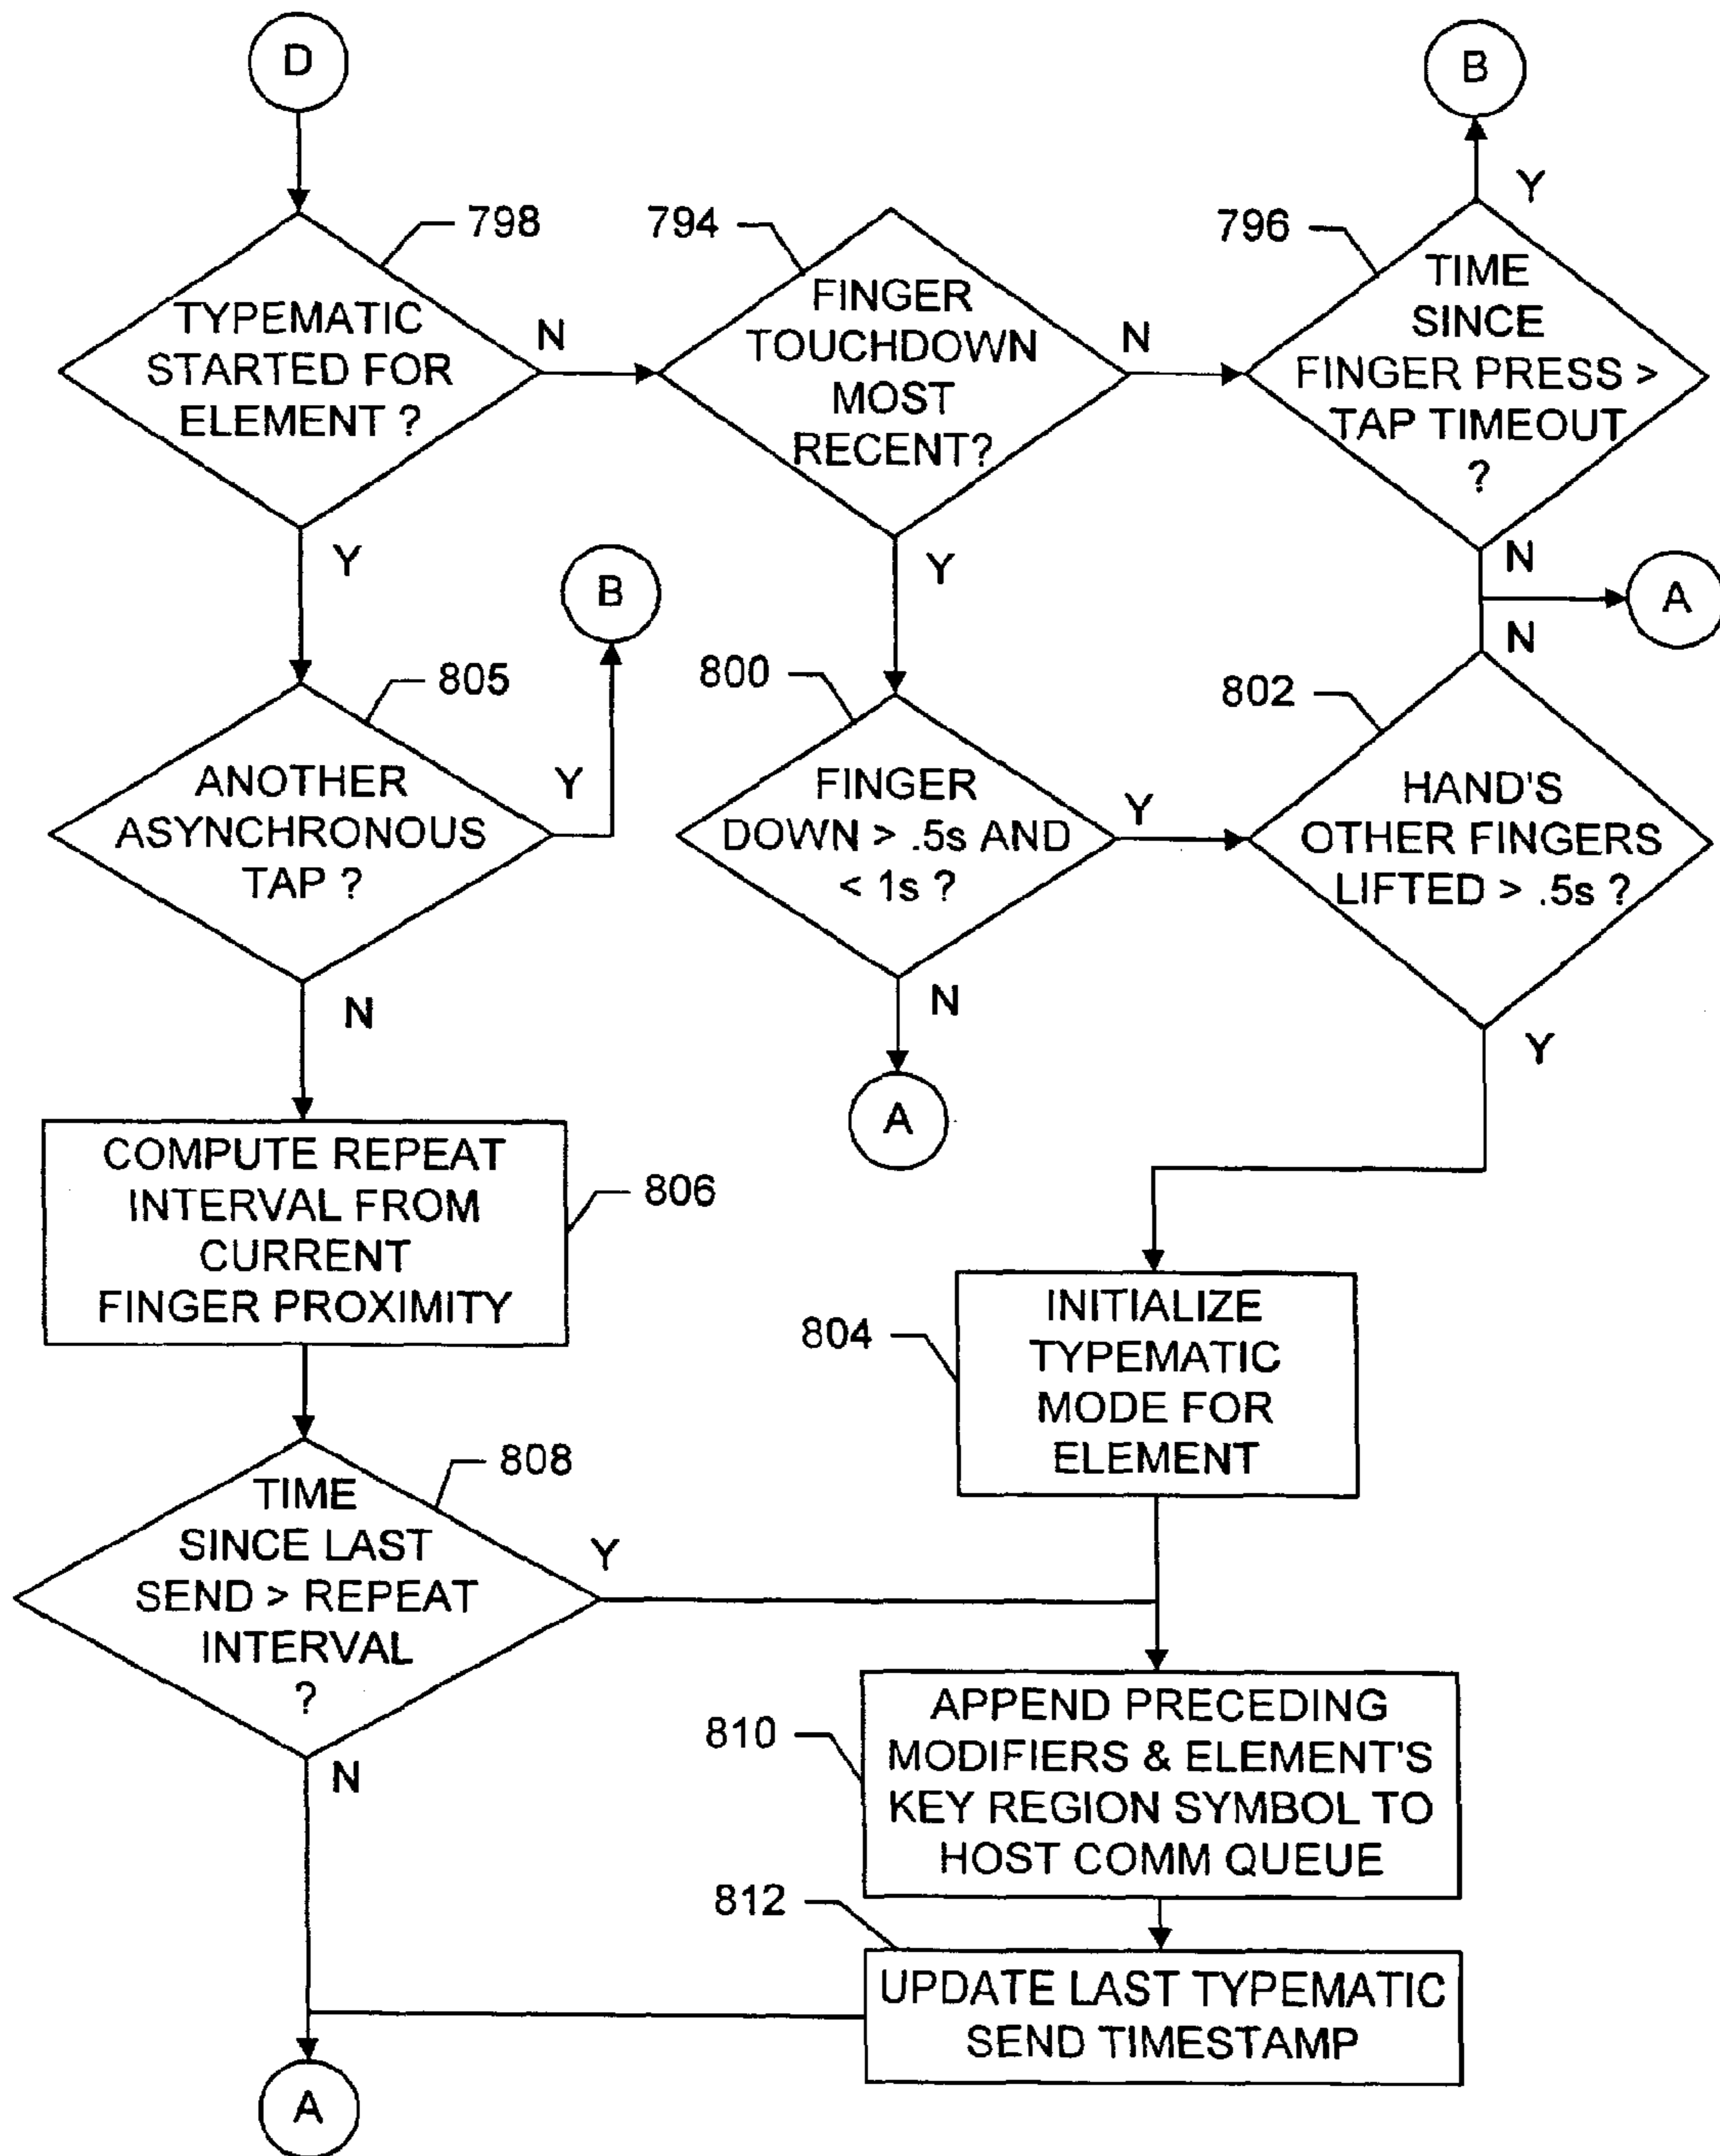 D
B
798
794
796
TYPEMATIC
STARTED FOR
ELEMENT ?
N
Y
FINGER
TOUCHDOWN
MOST
RECENT?
N
Y
Y
TIME
SINCE
FINGER PRESS >
TAP TIMEOUT
?
N
A
N
B
805
800
802
ANOTHER
ASYNCHRONOUS
TAP ?
Y
N
FINGER
DOWN > .5s AND
< 1s ?
Y
N
A
HAND'S
OTHER FINGERS
LIFTED > .5s ?
Y
COMPUTE REPEAT
INTERVAL FROM
CURRENT
FINGER PROXIMITY
806
804
INITIALIZE
TYPEMATIC
MODE FOR
ELEMENT
808
TIME
SINCE LAST
SEND > REPEAT
INTERVAL
?
Y
N
810
APPEND PRECEDING
MODIFIERS & ELEMENT'S
KEY REGION SYMBOL TO
HOST COMM QUEUE
812
UPDATE LAST TYPEMATIC
SEND TIMESTAMP
A